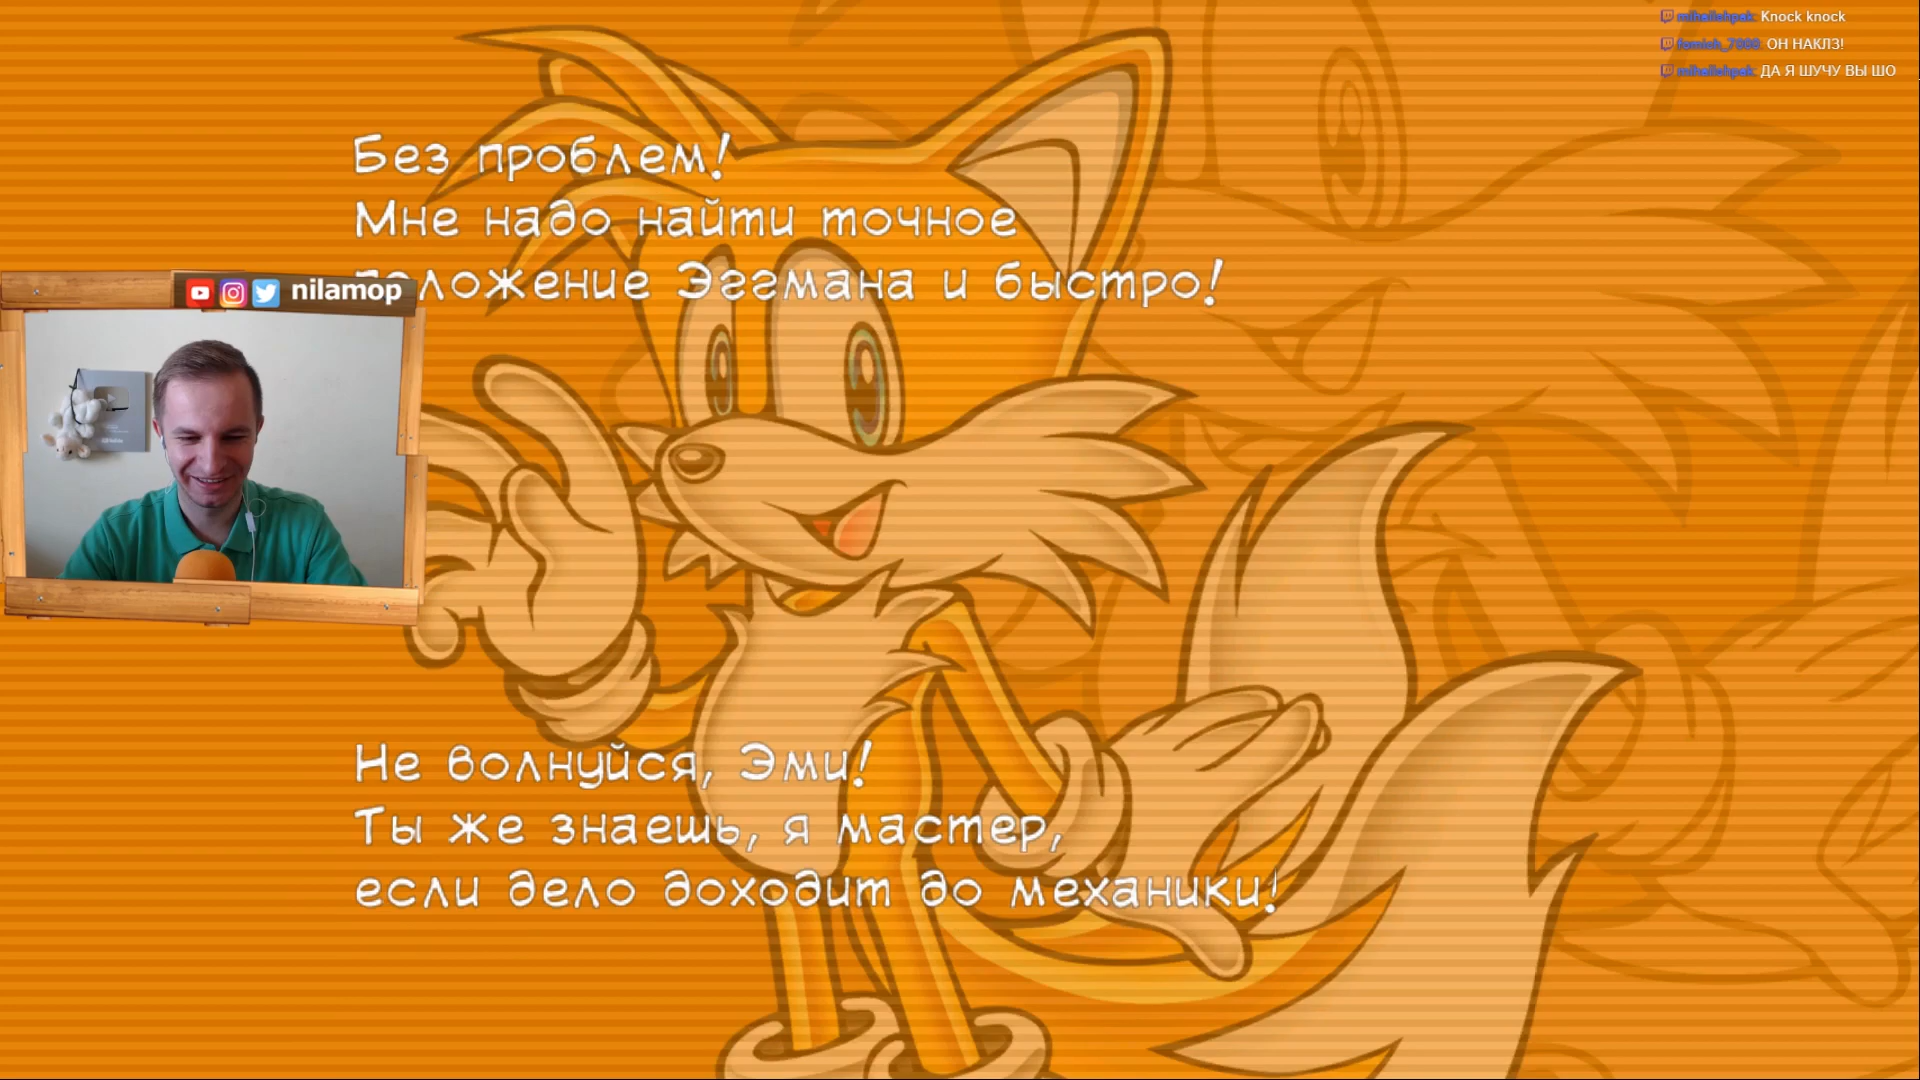 Knock knock
ОН НАКЛЗ!
mihailohpak: ДА Я ШУЧУ ВЫ ШО
Без проблем!
Мне надо найти точное
положение Эггмана и быстро!
nilamop
Не волнуйся, Эми!
Ты же знаешь, я мастер,
если дело доходит до механики!